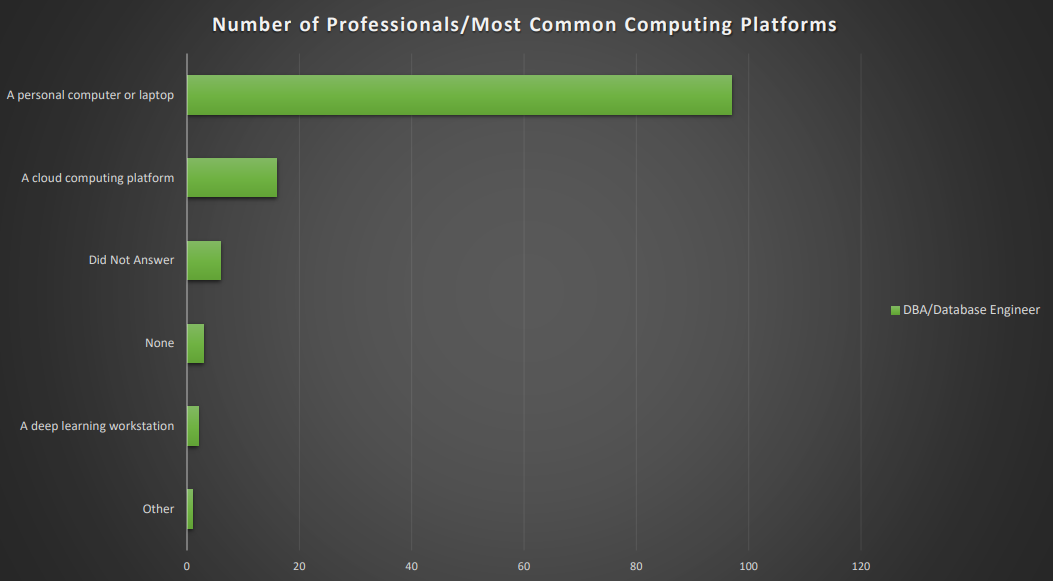 Number of Professionals/Most Common Computing Platforms
A personal computer or laptop
A cloud computing platform
Did Not Answer
None
A deep learning workstation
Other
DBA/Database Engineer
0 20 40 60 80 100 120